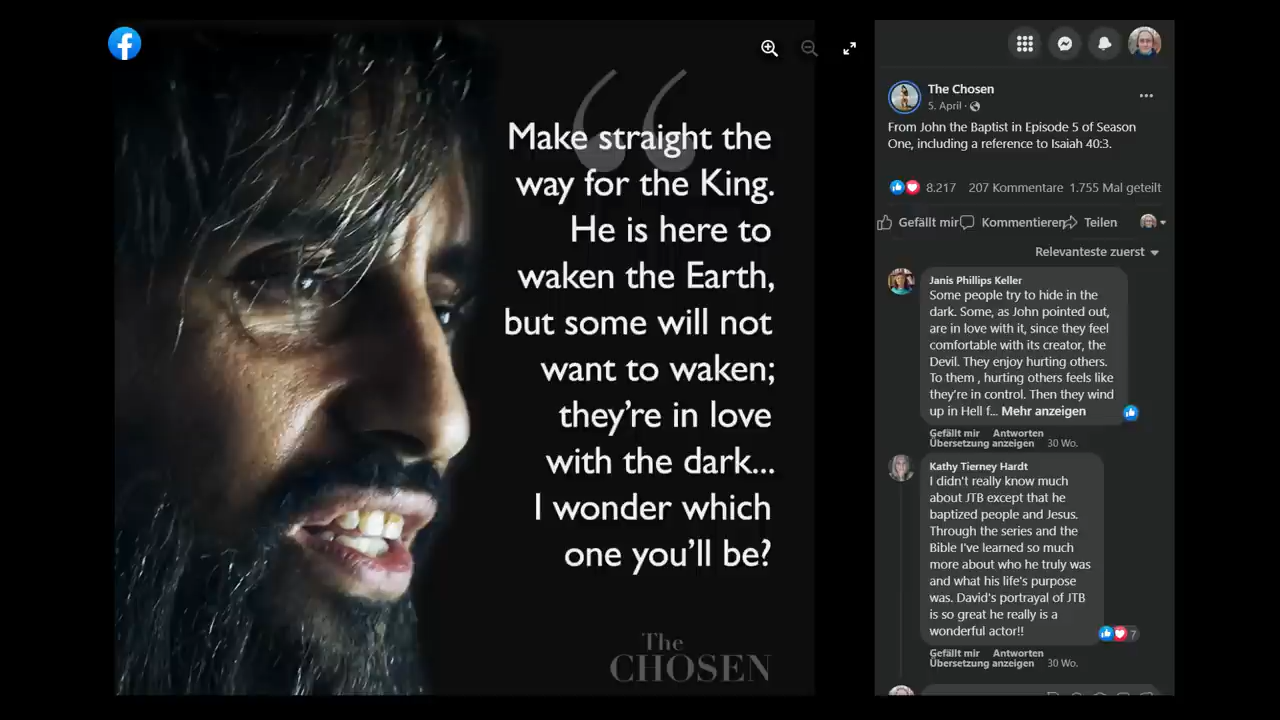 Make straight the
way for the King.
He is here to
waken the Earth,
but some will not
want to waken;
they're in love
with the dark...
I wonder which
one you'll be?
The
CHOSEN
The Chosen
5. April ·
From John the Baptist in Episode 5 of Season
One, including a reference to Isaiah 40:3.
8.217 207 Kommentare 1.755 Mal geteilt
Gefällt mir Kommentieren Teilen
Relevanteste zuerst
Janis Phillips Keller
Some people try to hide in the
dark. Some, as John pointed out,
are in love with it, since they feel
comfortable with its creator, the
Devil. They enjoy hurting others.
To them , hurting others feels like
they're in control. Then they wind
up in Hell f... Mehr anzeigen
Gefällt mir Antworten
Übersetzung anzeigen 30 Wo.
Kathy Tierney Hardt
I didn't really know much
about JTB except that he
baptized people and Jesus.
Through the series and the
Bible I've learned so much
more about who he truly was
and what his life's purpose
was. David's portrayal of JTB
is so great he really is a
wonderful actor!!
7
Gefällt mir Antworten
Übersetzung anzeigen 30 Wo.